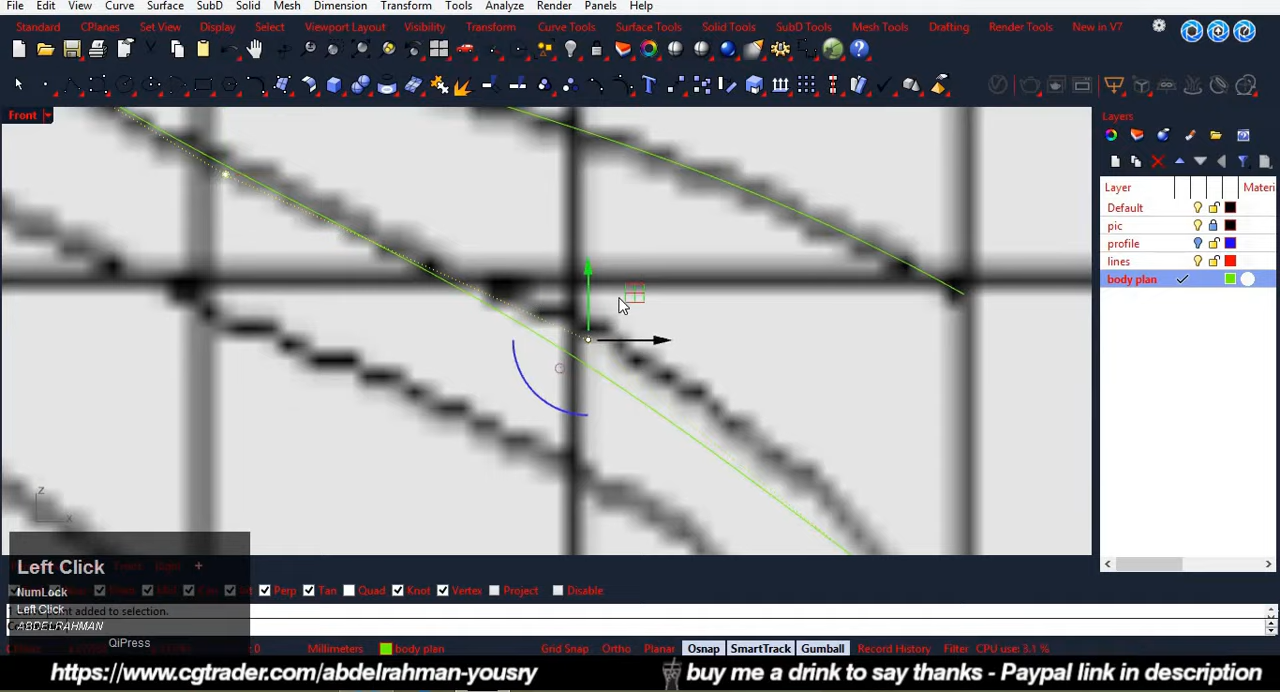 File Edit View Curve Surface SubD Solid Mesh Dimension Transform Tools Analyze Render Panels Help
Standard CPlanes Set View Display Select Viewport Layout Visibility Transform Curve Tools Surface Tools Solid Tools SubD Tools Mesh Tools Drafting Render Tools New in V7
Front
Layers
Layer Materi
Default
pic
profile
lines
body plan
Z
X
Left Click
NumLock
Left Click
ABDELRAHMAN
QiPress
Perp Tan Quad Knot Vertex Project Disable
added to selection.
Millimeters body plan Grid Snap Ortho Planar Osnap SmartTrack Gumball Record History Filter CPU use: 3.1 %
https://www.cgtrader.com/abdelrahman-yousry buy me a drink to say thanks - Paypal link in description